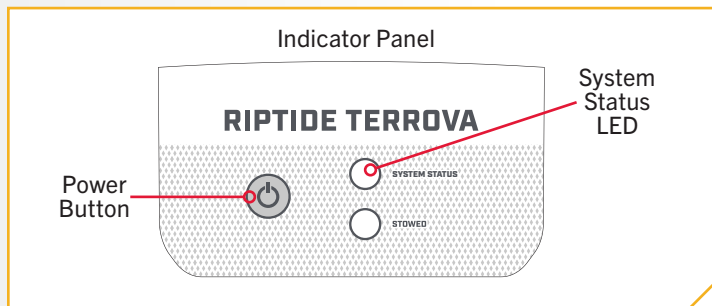 Indicator Panel
System
Status
LED
RIPTIDE TERROVA
SYSTEM STATUS
Power
Button
STOWED